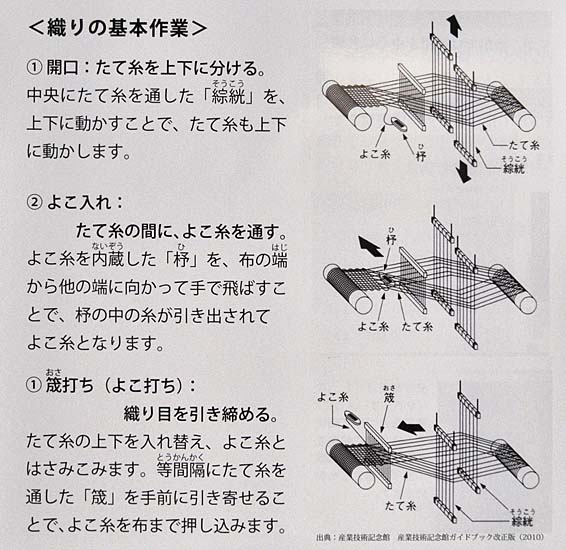 ＜織りの基本作業＞
① 開口：たて糸を上下に分ける。
中央にたて糸を通した「綜絖」を、
上下に動かすことで、たて糸も上下
に動かします。
そうこう
たて糸
そうこう
綜絖
よこ糸
ひ
杼
② よこ入れ：
たて糸の間に、よこ糸を通す。
よこ糸を内蔵した「杼」を、布の端
から他の端に向かって手で飛ばすこ
とで、杼の中の糸が引き出されて
よこ糸となります。
ないぞう
ひ
はじ
ひ
杼
よこ糸
たて糸
綜絖
① 筬打ち（よこ打ち）：
織り目を引き締める。
たて糸の上下を入れ替え、よこ糸と
はさみこみます。等間隔にたて糸を
通した「筬」を手前に引き寄せるこ
とで、よこ糸を布まで押し込みます。
おさ
とうかんかく
よこ糸
おさ
筬
たて糸
そうこう
綜絖
出典：産業技術記念館　産業技術記念館ガイドブック改正版（2010）